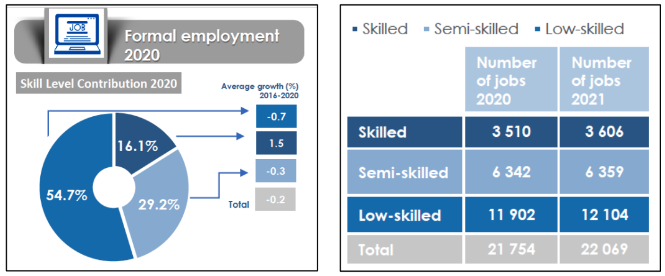 JOB
Formal employment
2020
Skill Level Contribution 2020
Average growth (%)
2016-2020
-0.7
1.5
-0.3
Total
-0.2
16.1%
54.7%
29.2%
Skilled Semi-skilled Low-skilled
Number of jobs 2020
Number of jobs 2021
Skilled 3 510 3 606
Semi-skilled 6 342 6 359
Low-skilled 11 902 12 104
Total 21 754 22 069